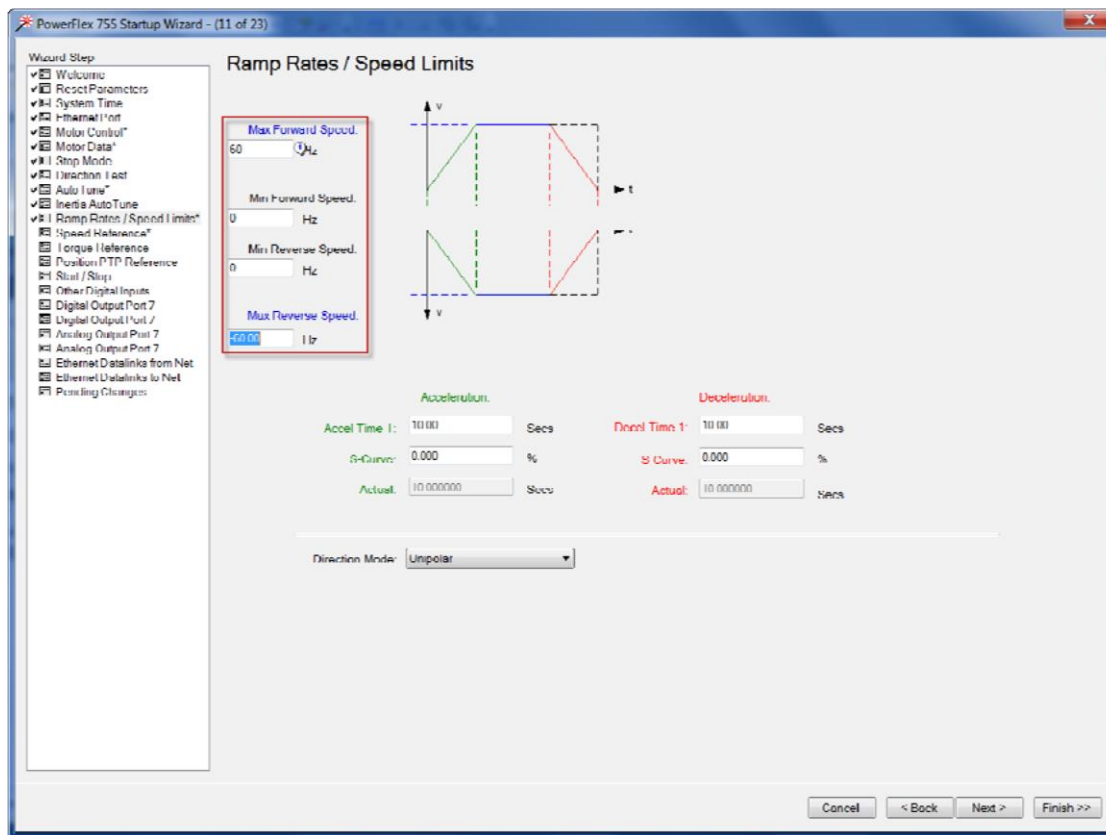 PowerFlex 755 Startup Wizard - (11 of 23)
Wizard Step
Welcome
Reset Parameters
System Time
Ethernet Port
Motor Control*
Motor Data*
Stop Mode
Direction Test
AutoTune*
Inertia AutoTune
Ramp Rates / Speed Limits*
Speed Reference*
Torque Reference
Position PTP Reference
Start / Stop
Other Digital Inputs
Digital Output Port 7
Digital Output Port 7
Analog Output Port 7
Analog Output Port 7
Ethernet Datalinks from Net
Ethernet Datalinks to Net
Pending Changes
Ramp Rates / Speed Limits
Max Forward Speed.
60 Hz
Min Forward Speed.
0 Hz
Min Reverse Speed.
0 Hz
Max Reverse Speed.
-60.00 Hz
v
t
v
Acceleration:
Accel Time 1: 10.00 Secs
S-Curve: 0.000 %
Actual: 10.000000 Secs
Deceleration:
Decel Time 1: 10.00 Secs
S Curve: 0.000 %
Actual: 10.000000 Secs
Direction Mode: Unipolar
Cancel < Back Next > Finish >>